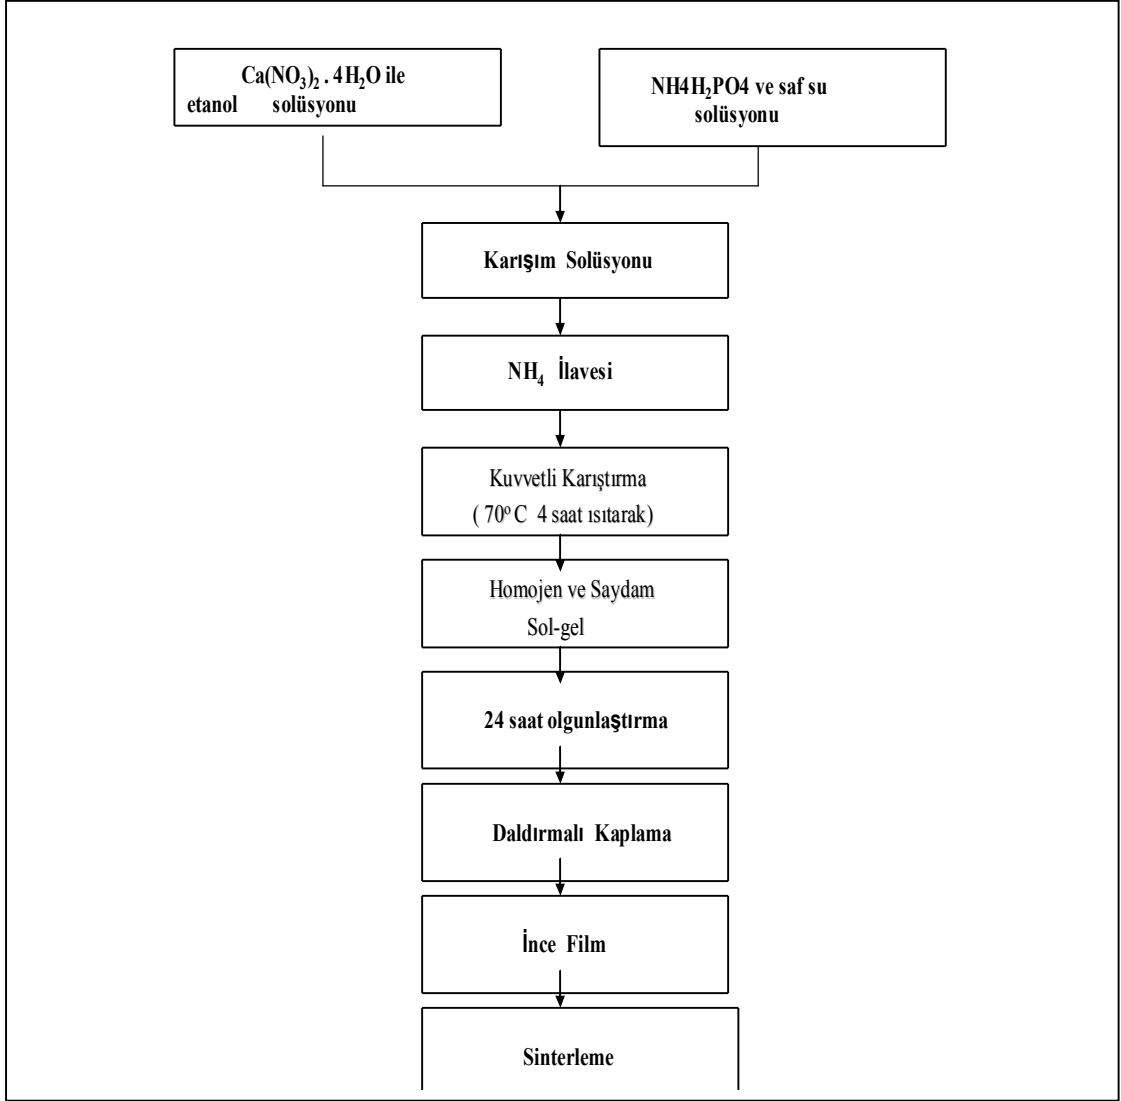 Ca(NO₃)₂ . 4H₂O ile
etanol solüsyonu
NH4H₂PO4 ve saf su
solüsyonu
Karışım Solüsyonu
NH₄ İlavesi
Kuvvetli Karıştırma
( 70º C 4 saat ısıtarak)
Homojen ve Saydam
Sol-gel
24 saat olgunlaştırma
Daldırmalı Kaplama
İnce Film
Sinterleme